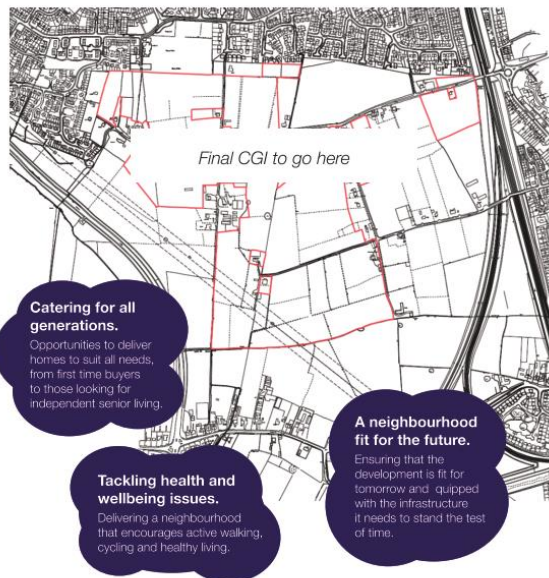 Final CGI to go here
Catering for all
generations.
Opportunities to deliver
homes to suit all needs,
from first time buyers
to those looking for
independent senior living.
Tackling health and
wellbeing issues.
Delivering a neighbourhood
that encourages active walking,
cycling and healthy living.
A neighbourhood
fit for the future.
Ensuring that the
development is fit for
tomorrow and  quipped
with the infrastructure
it needs to stand the test
of time.